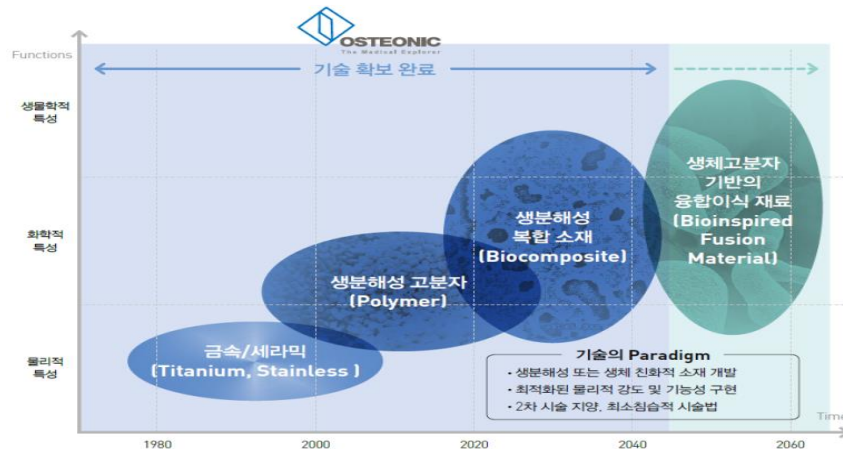 OSTEONIC
The Medical Explorer
Functions
기술 확보 완료
생물학적
특성
화학적
특성
물리적
특성
금속/세라믹
(Titanium, Stainless )
생분해성 고분자
(Polymer)
생분해성
복합 소재
(Biocomposite)
생체고분자
기반의
융합이식 재료
(Bioinspired
Fusion
Material)
기술의 Paradigm
• 생분해성 또는 생체 친화적 소재 개발
• 최적화된 물리적 강도 및 기능성 구현
• 2차 시술 지양, 최소침습적 시술법
Time
1980
2000
2020
2040
2060